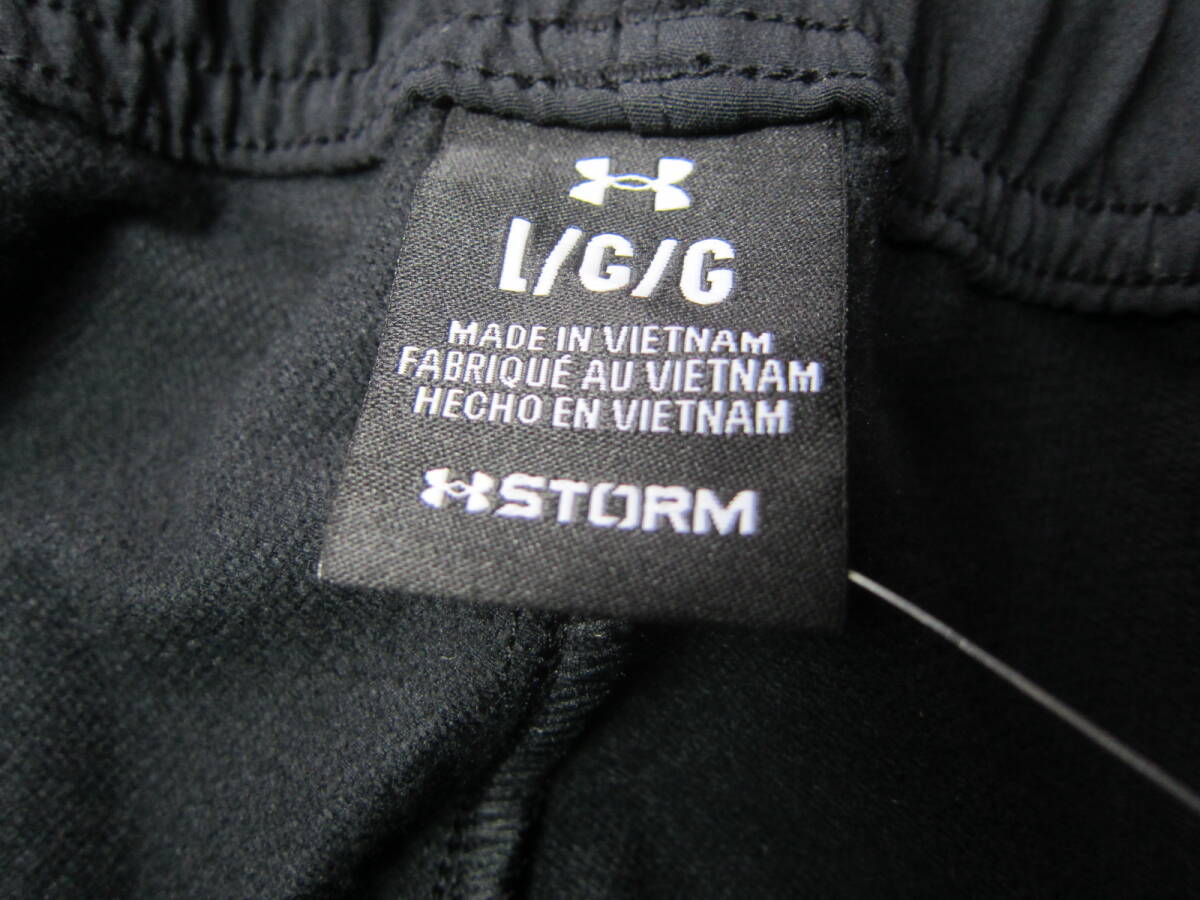 L/G/G
MADE IN VIETNAM
FABRIQUÉ AU VIETNAM
HECHO EN VIETNAM
STORM